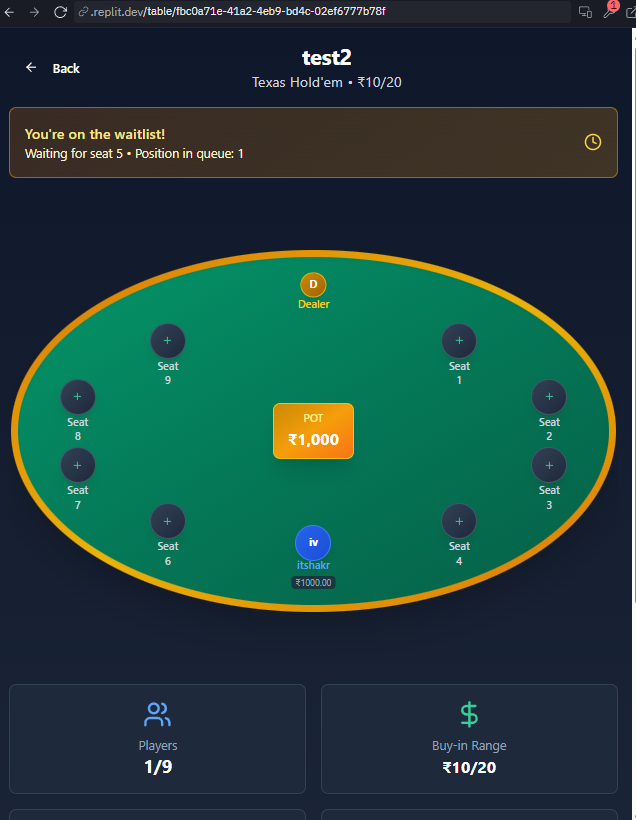 .replit.dev/table/fbc0a71e-41a2-4eb9-bd4c-02ef6777b78f
1
test2
Back
Texas Hold'em • ₹10/20
You're on the waitlist!
Waiting for seat 5 • Position in queue: 1
D
Dealer
+
Seat
9
+
Seat
1
+
Seat
8
+
Seat
2
POT
₹1,000
+
Seat
7
+
Seat
3
+
Seat
6
iv
itshakr
₹1000.00
+
Seat
4
Players
1/9
$
Buy-in Range
₹10/20